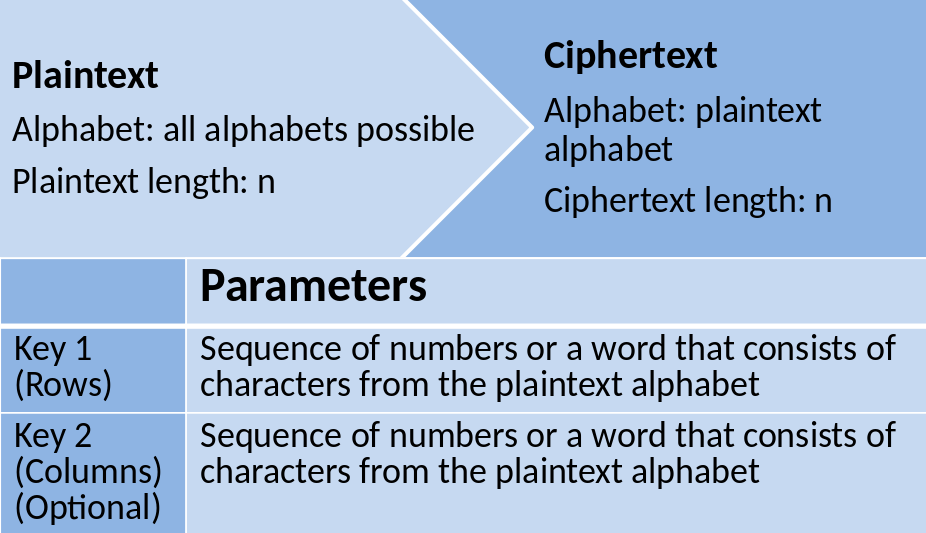 Plaintext
Alphabet: all alphabets possible
Plaintext length: n
Ciphertext
Alphabet: plaintext
alphabet
Ciphertext length: n
Parameters
Key 1
(Rows)
Sequence of numbers or a word that consists of
characters from the plaintext alphabet
Key 2
(Columns)
(Optional)
Sequence of numbers or a word that consists of
characters from the plaintext alphabet